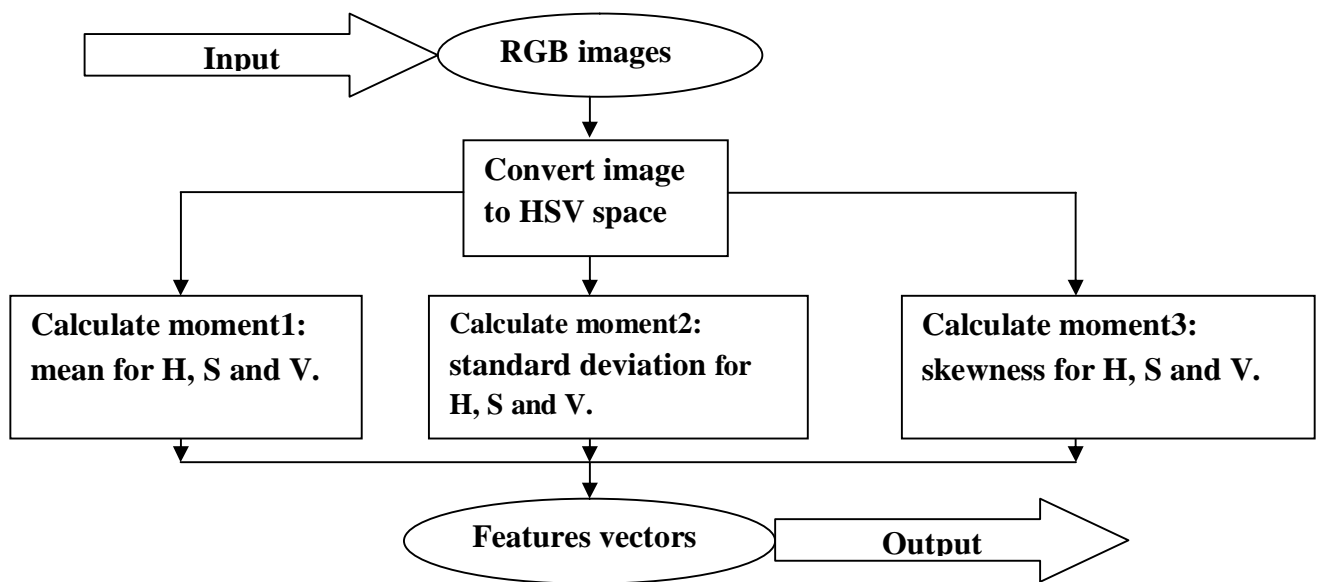 RGB images
Input
Convert image
to HSV space
Calculate moment1:
mean for H, S and V.
Calculate moment2:
standard deviation for
H, S and V.
Calculate moment3:
skewness for H, S and V.
Features vectors
Output